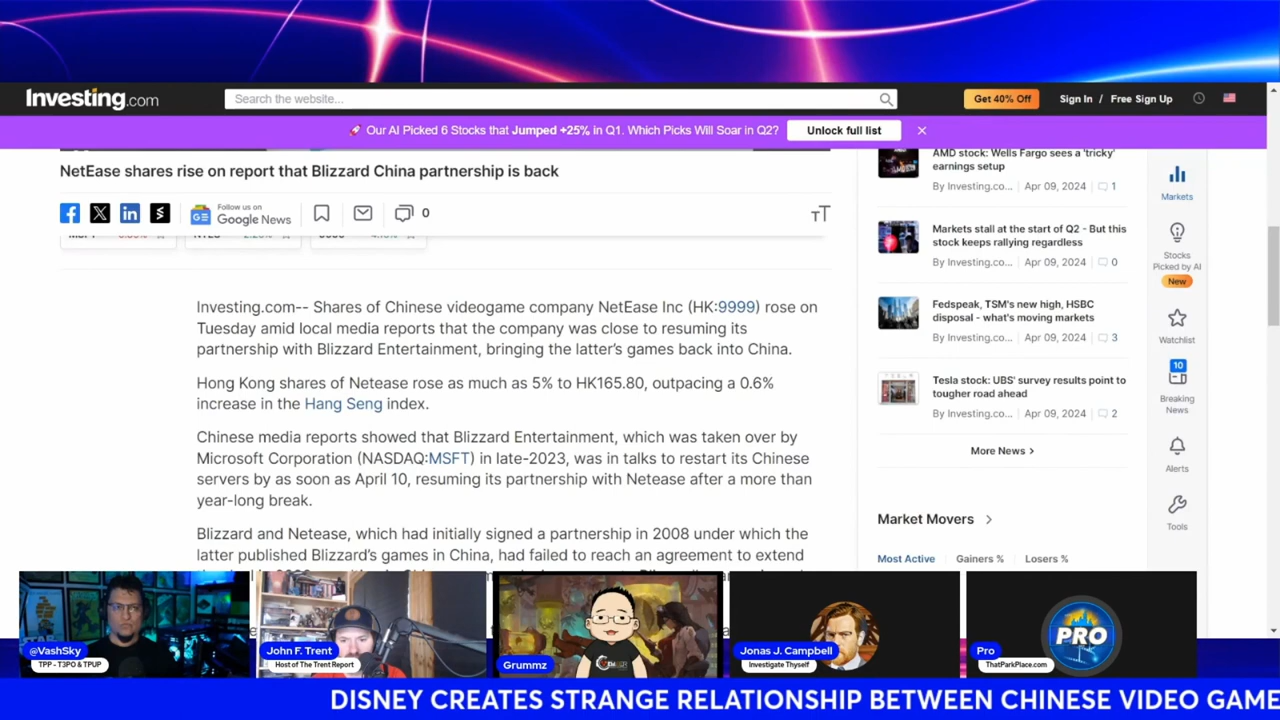 Investing.com
Search the website...
Get 40% Off
Sign In / Free Sign Up
🚀 Our AI Picked 6 Stocks that Jumped +25% in Q1. Which Picks Will Soar in Q2?
Unlock full list
NetEase shares rise on report that Blizzard China partnership is back
Follow us on
Google News
0
Investing.com-- Shares of Chinese videogame company NetEase Inc (HK:9999) rose on
Tuesday amid local media reports that the company was close to resuming its
partnership with Blizzard Entertainment, bringing the latter's games back into China.
Hong Kong shares of Netease rose as much as 5% to HK165.80, outpacing a 0.6%
increase in the Hang Seng index.
Chinese media reports showed that Blizzard Entertainment, which was taken over by
Microsoft Corporation (NASDAQ:MSFT) in late-2023, was in talks to restart its Chinese
servers by as soon as April 10, resuming its partnership with Netease after a more than
year-long break.
Blizzard and Netease, which had initially signed a partnership in 2008 under which the
latter published Blizzard's games in China, had failed to reach an agreement to extend
AMD stock: Wells Fargo sees a 'tricky'
earnings setup
By Investing.co... Apr 09, 2024 1
Markets stall at the start of Q2 - But this
stock keeps rallying regardless
By Investing.co... Apr 09, 2024 0
Fedspeak, TSM's new high, HSBC
disposal - what's moving markets
By Investing.co... Apr 09, 2024 3
Tesla stock: UBS' survey results point to
tougher road ahead
By Investing.co... Apr 09, 2024 2
More News >
Market Movers >
Most Active Gainers % Losers %
Markets
Stocks
Picked by AI
New
Watchlist
10
Breaking
News
Alerts
Tools
@VashSky
TPP - T3PO & TPUP
John F. Trent
Host of The Trent Report
Grummz
Jonas J. Campbell
Investigate Thyself
PRO
Pro
ThatParkPlace.com
DISNEY CREATES STRANGE RELATIONSHIP BETWEEN CHINESE VIDEO GAME